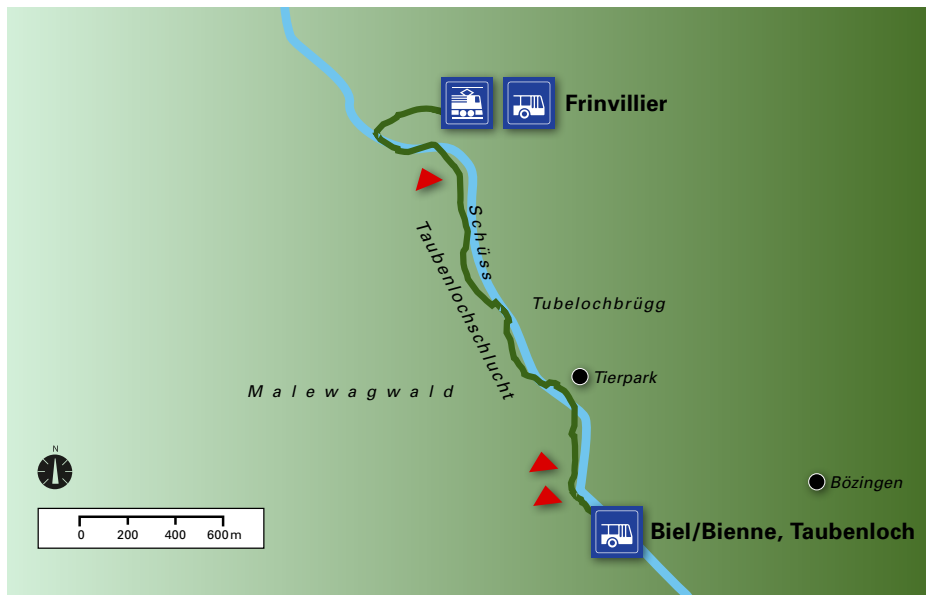 Frinvillier
Schüss
Taubenlochschlucht
Tubelochbrügg
Tierpark
Malewagwald
N
Bözingen
0 200 400 600m
Biel/Bienne, Taubenloch